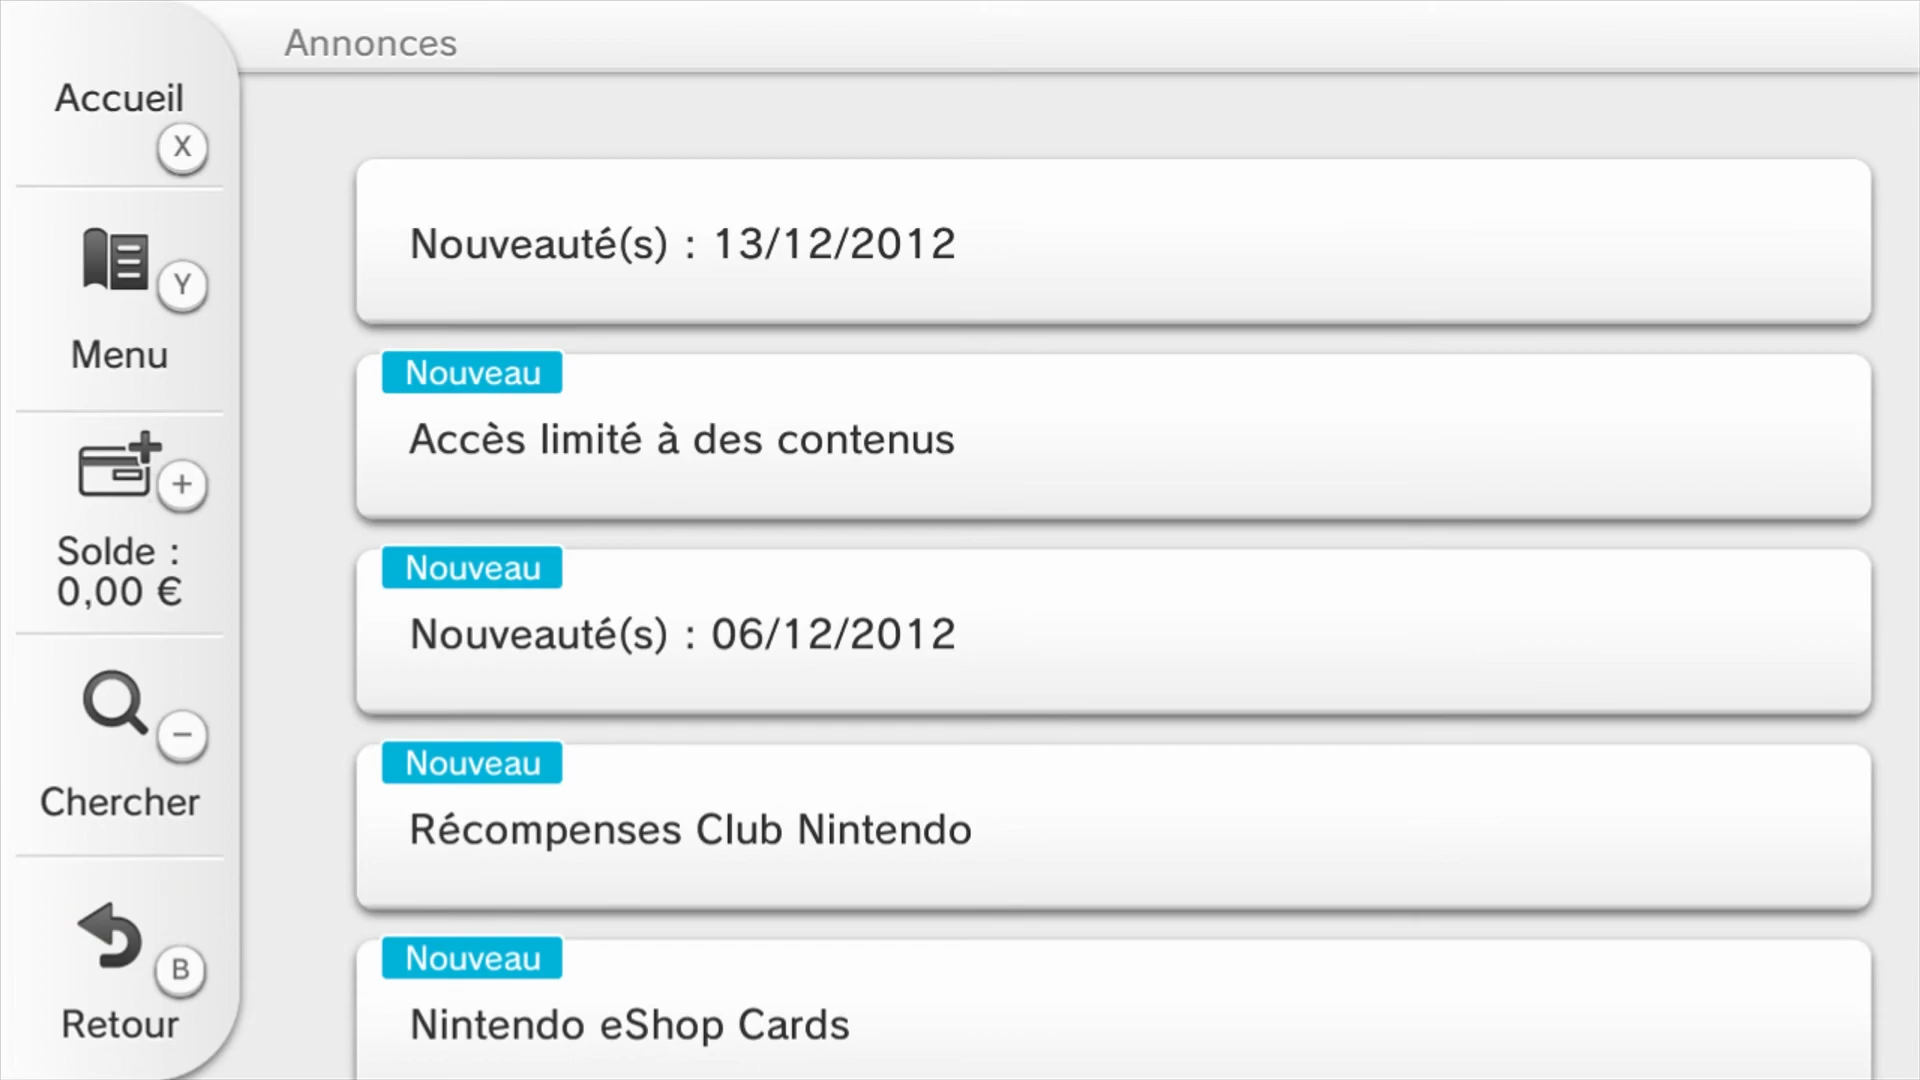 Annonces
Accueil
X
Y
Menu
+
Solde :
0,00 €
−
Chercher
B
Retour
Nouveauté(s) : 13/12/2012
Nouveau
Accès limité à des contenus
Nouveau
Nouveauté(s) : 06/12/2012
Nouveau
Récompenses Club Nintendo
Nouveau
Nintendo eShop Cards